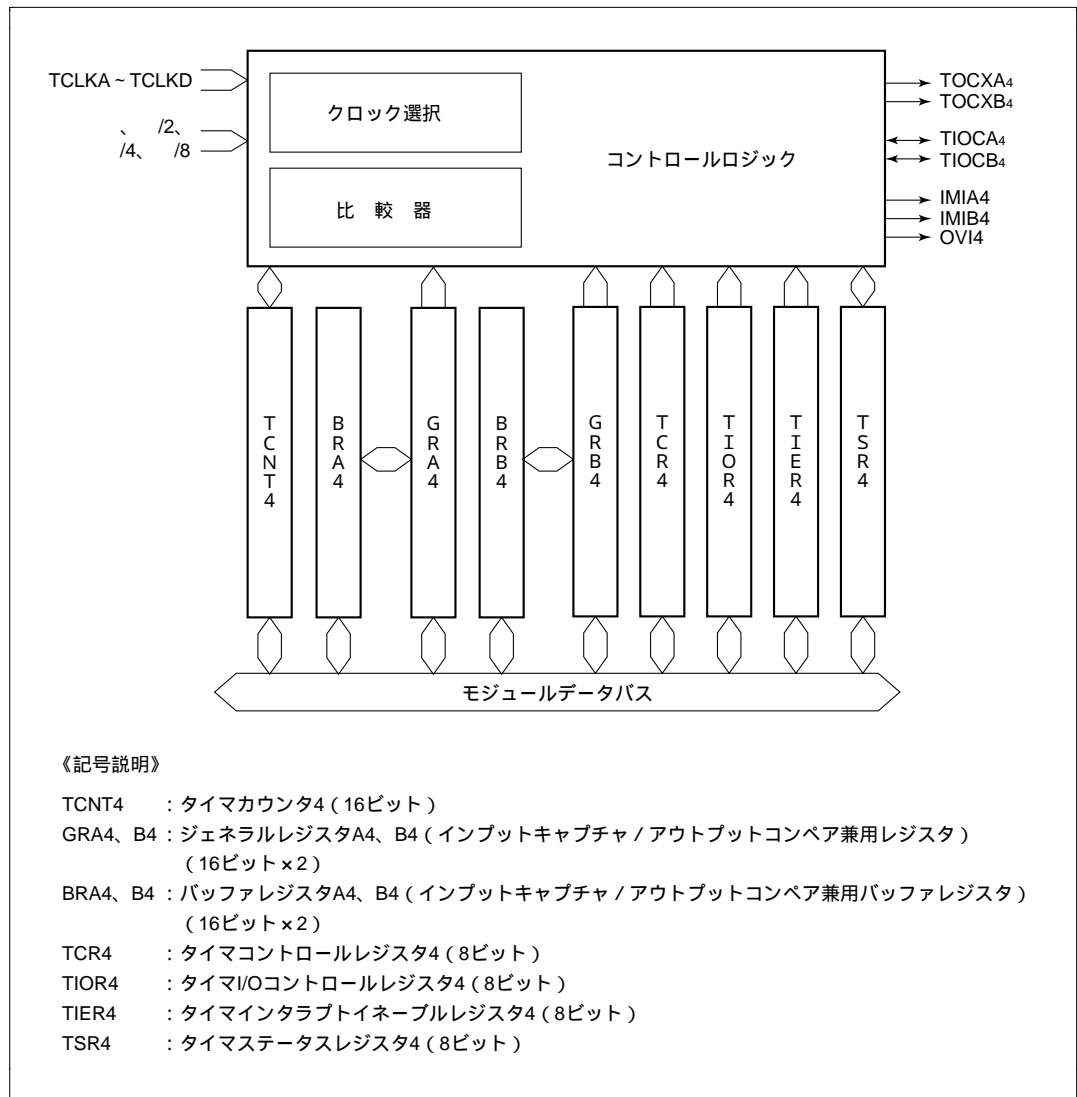 TCLKA ~ TCLKD
、 /2、
/4、 /8
クロック選択
比 較 器
コントロールロジック
TOCXA4
TOCXB4
TIOCA4
TIOCB4
IMIA4
IMIB4
OVI4
TCNT4
BRA4
GRA4
BRB4
GRB4
TCR4
TIOR4
TIER4
TSR4
モジュールデータバス
《記号説明》
TCNT4 : タイマカウンタ4(16ビット)
GRA4、B4 : ジェネラルレジスタA4、B4(インプットキャプチャ / アウトプットコンペア兼用レジスタ)
(16ビット×2)
BRA4、B4 : バッファレジスタA4、B4(インプットキャプチャ / アウトプットコンペア兼用バッファレジスタ)
(16ビット×2)
TCR4 : タイマコントロールレジスタ4(8ビット)
TIOR4 : タイマI/Oコントロールレジスタ4(8ビット)
TIER4 : タイマインタラプトイネーブルレジスタ4(8ビット)
TSR4 : タイマステータスレジスタ4(8ビット)